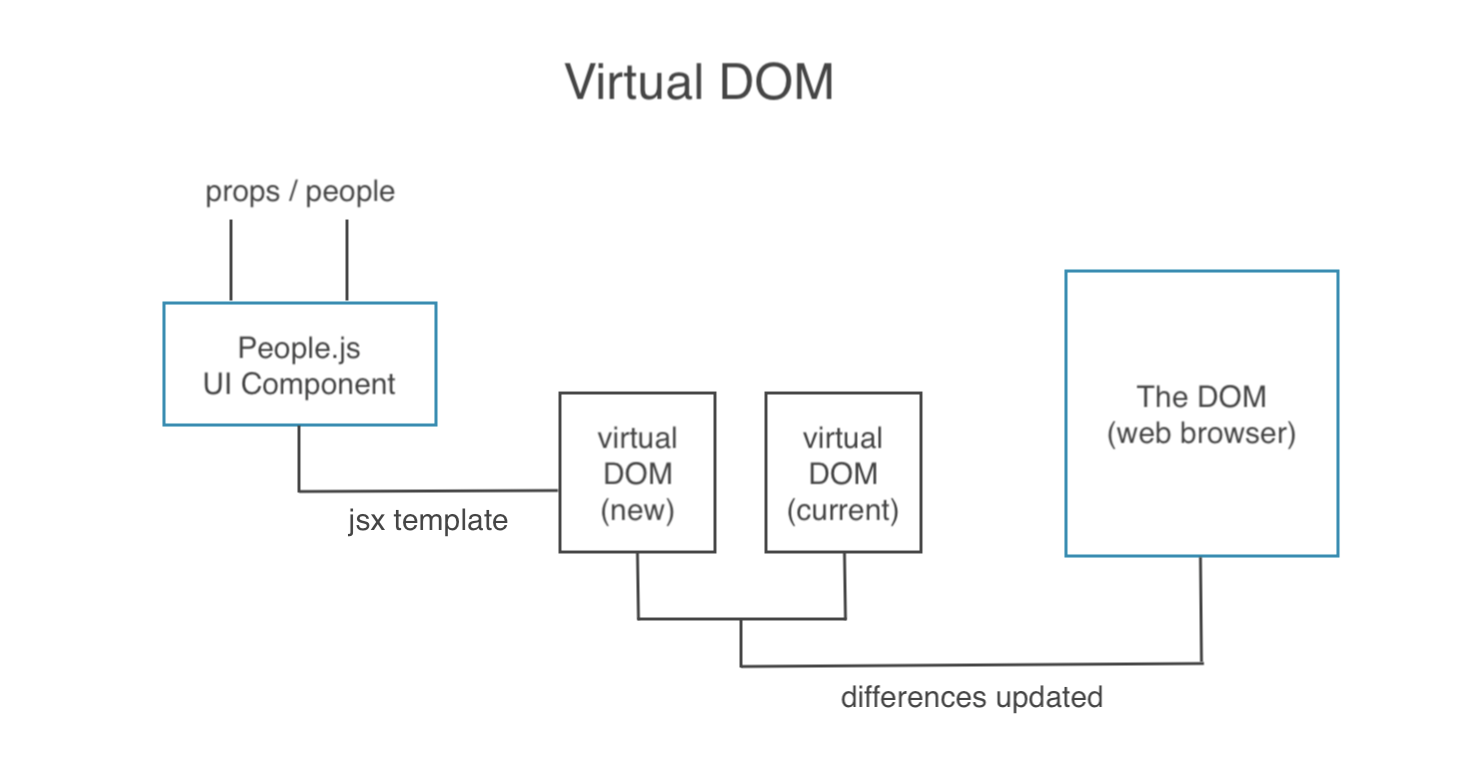 Virtual DOM
props / people
People.js
UI Component
jsx template
virtual
DOM
(new)
virtual
DOM
(current)
The DOM
(web browser)
differences updated